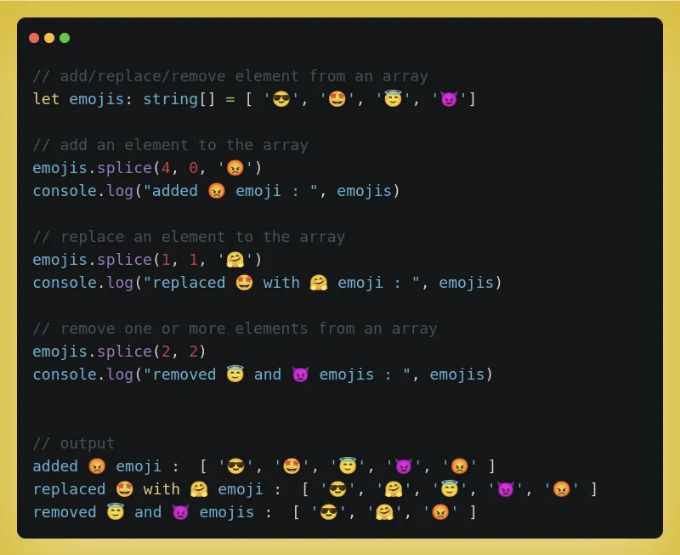 // add/replace/remove element from an array
let emojis: string[] = [ '😎', '🤩', '😇', '😈']
// add an element to the array
emojis.splice(4, 0, '😡')
console.log("added 😡 emoji : ", emojis)
// replace an element to the array
emojis.splice(1, 1, '🤗')
console.log("replaced 🤩 with 🤗 emoji : ", emojis)
// remove one or more elements from an array
emojis.splice(2, 2)
console.log("removed 😇 and 😈 emojis : ", emojis)
// output
added 😡 emoji :  [ '😎', '🤩', '😇', '😈', '😡' ]
replaced 🤩 with 🤗 emoji :  [ '😎', '🤗', '😇', '😈', '😡' ]
removed 😇 and 😈 emojis :  [ '😎', '🤗', '😡' ]